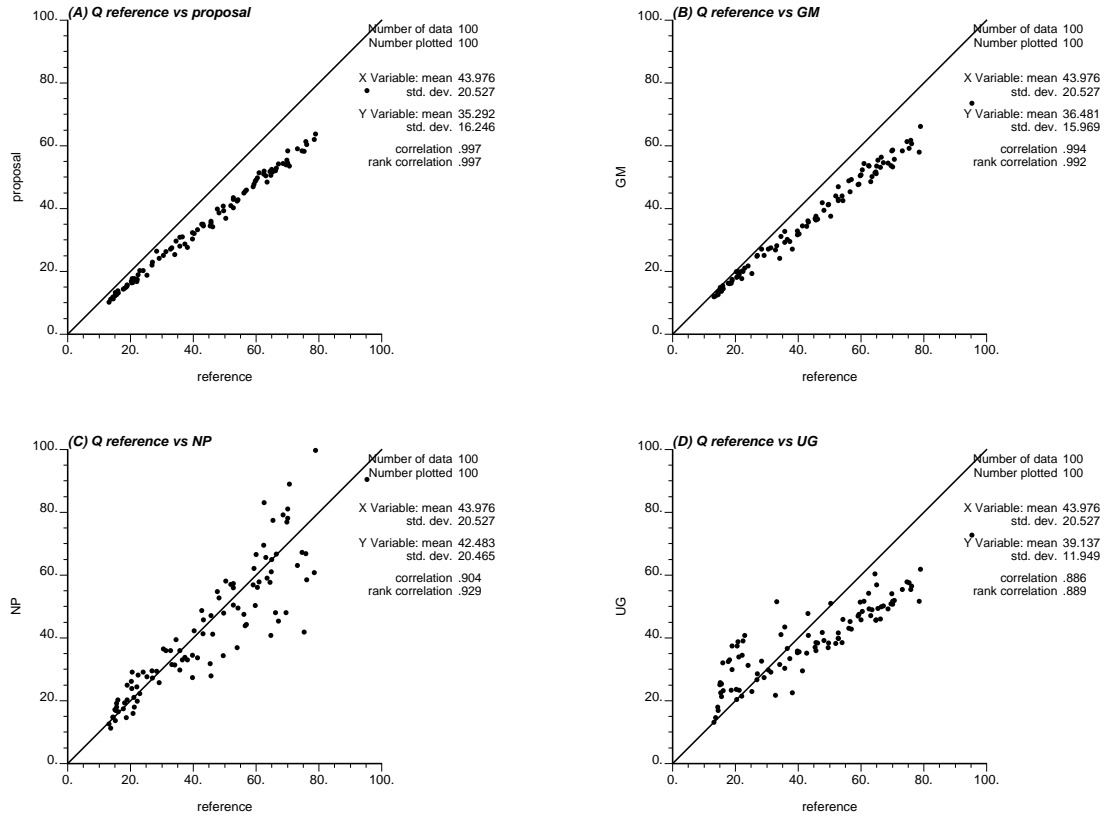 (A) Q reference vs proposal
Number of data 100
Number plotted 100
X Variable: mean 43.976
std. dev. 20.527
Y Variable: mean 35.292
std. dev. 16.246
correlation .997
rank correlation .997
proposal
100.
80.
60.
40.
20.
0.
0. 20. 40. 60. 80. 100.
reference
(B) Q reference vs GM
Number of data 100
Number plotted 100
X Variable: mean 43.976
std. dev. 20.527
Y Variable: mean 36.481
std. dev. 15.969
correlation .994
rank correlation .992
GM
100.
80.
60.
40.
20.
0.
0. 20. 40. 60. 80. 100.
reference
(C) Q reference vs NP
Number of data 100
Number plotted 100
X Variable: mean 43.976
std. dev. 20.527
Y Variable: mean 42.483
std. dev. 20.465
correlation .904
rank correlation .929
NP
100.
80.
60.
40.
20.
0.
0. 20. 40. 60. 80. 100.
reference
(D) Q reference vs UG
Number of data 100
Number plotted 100
X Variable: mean 43.976
std. dev. 20.527
Y Variable: mean 39.137
std. dev. 11.949
correlation .886
rank correlation .889
UG
100.
80.
60.
40.
20.
0.
0. 20. 40. 60. 80. 100.
reference